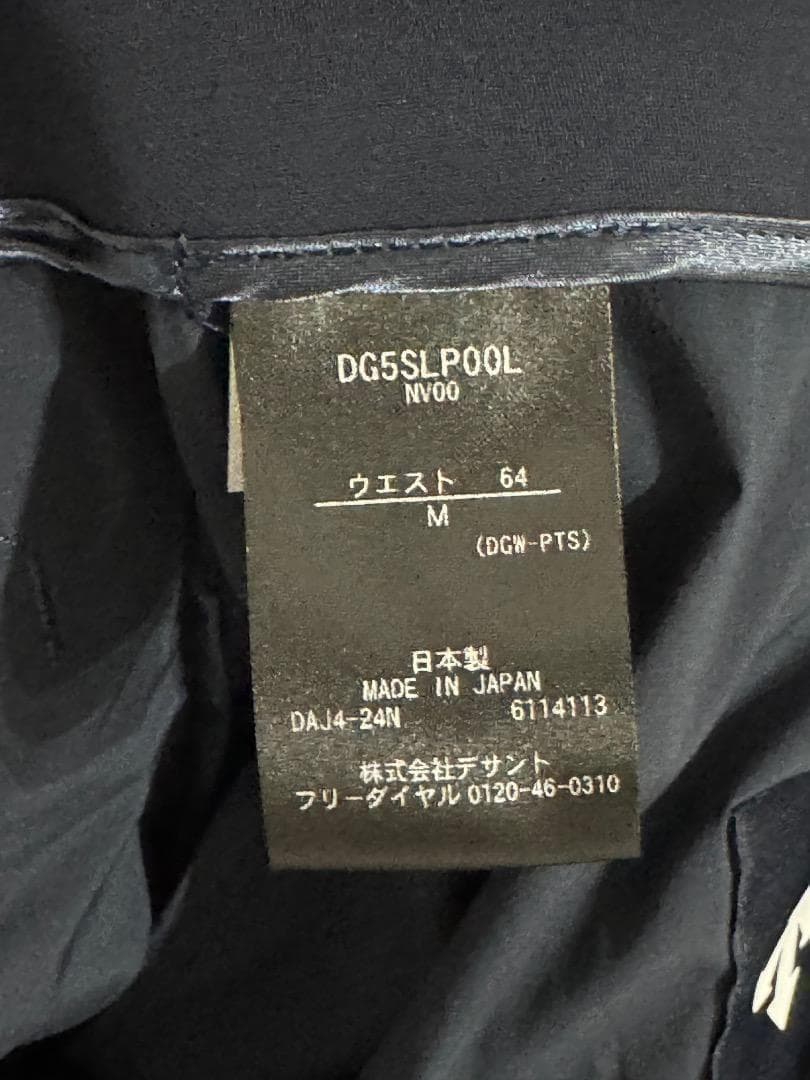 DG5SLP00L
NV00
ウエスト 64
M
(DGW-PTS)
日本製
MADE IN JAPAN
DAJ4-24N 6114113
株式会社デサント
フリーダイヤル 0120-46-0310